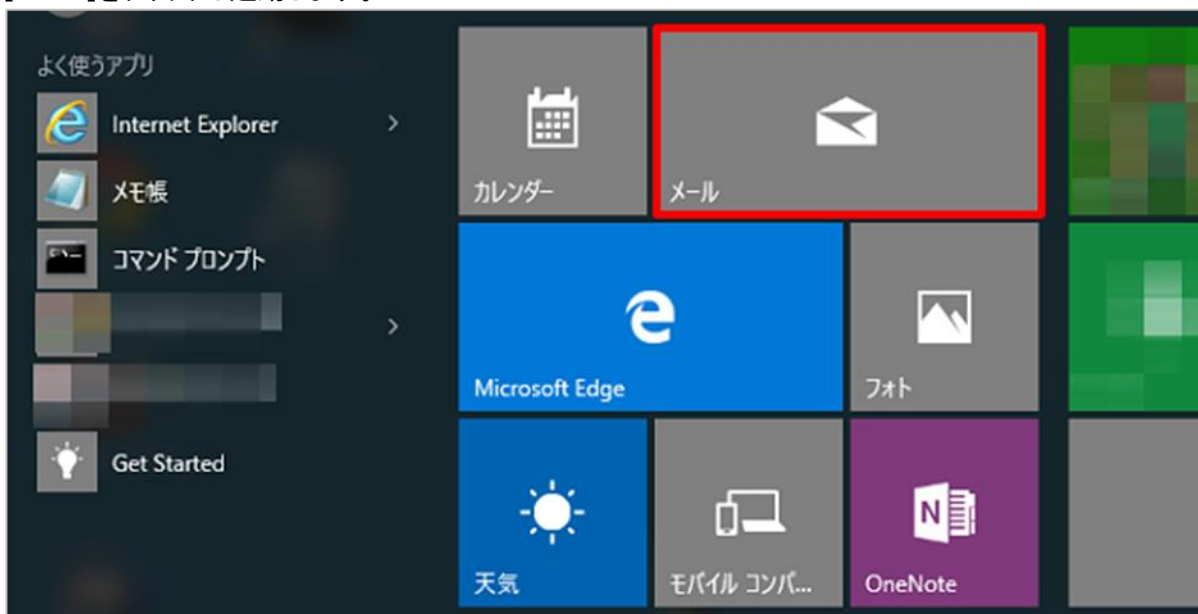 よく使うアプリ
Internet Explorer
メモ帳
コマンド プロンプト
Get Started
カレンダー
メール
Microsoft Edge
フォト
天気
モバイル コンパ...
OneNote